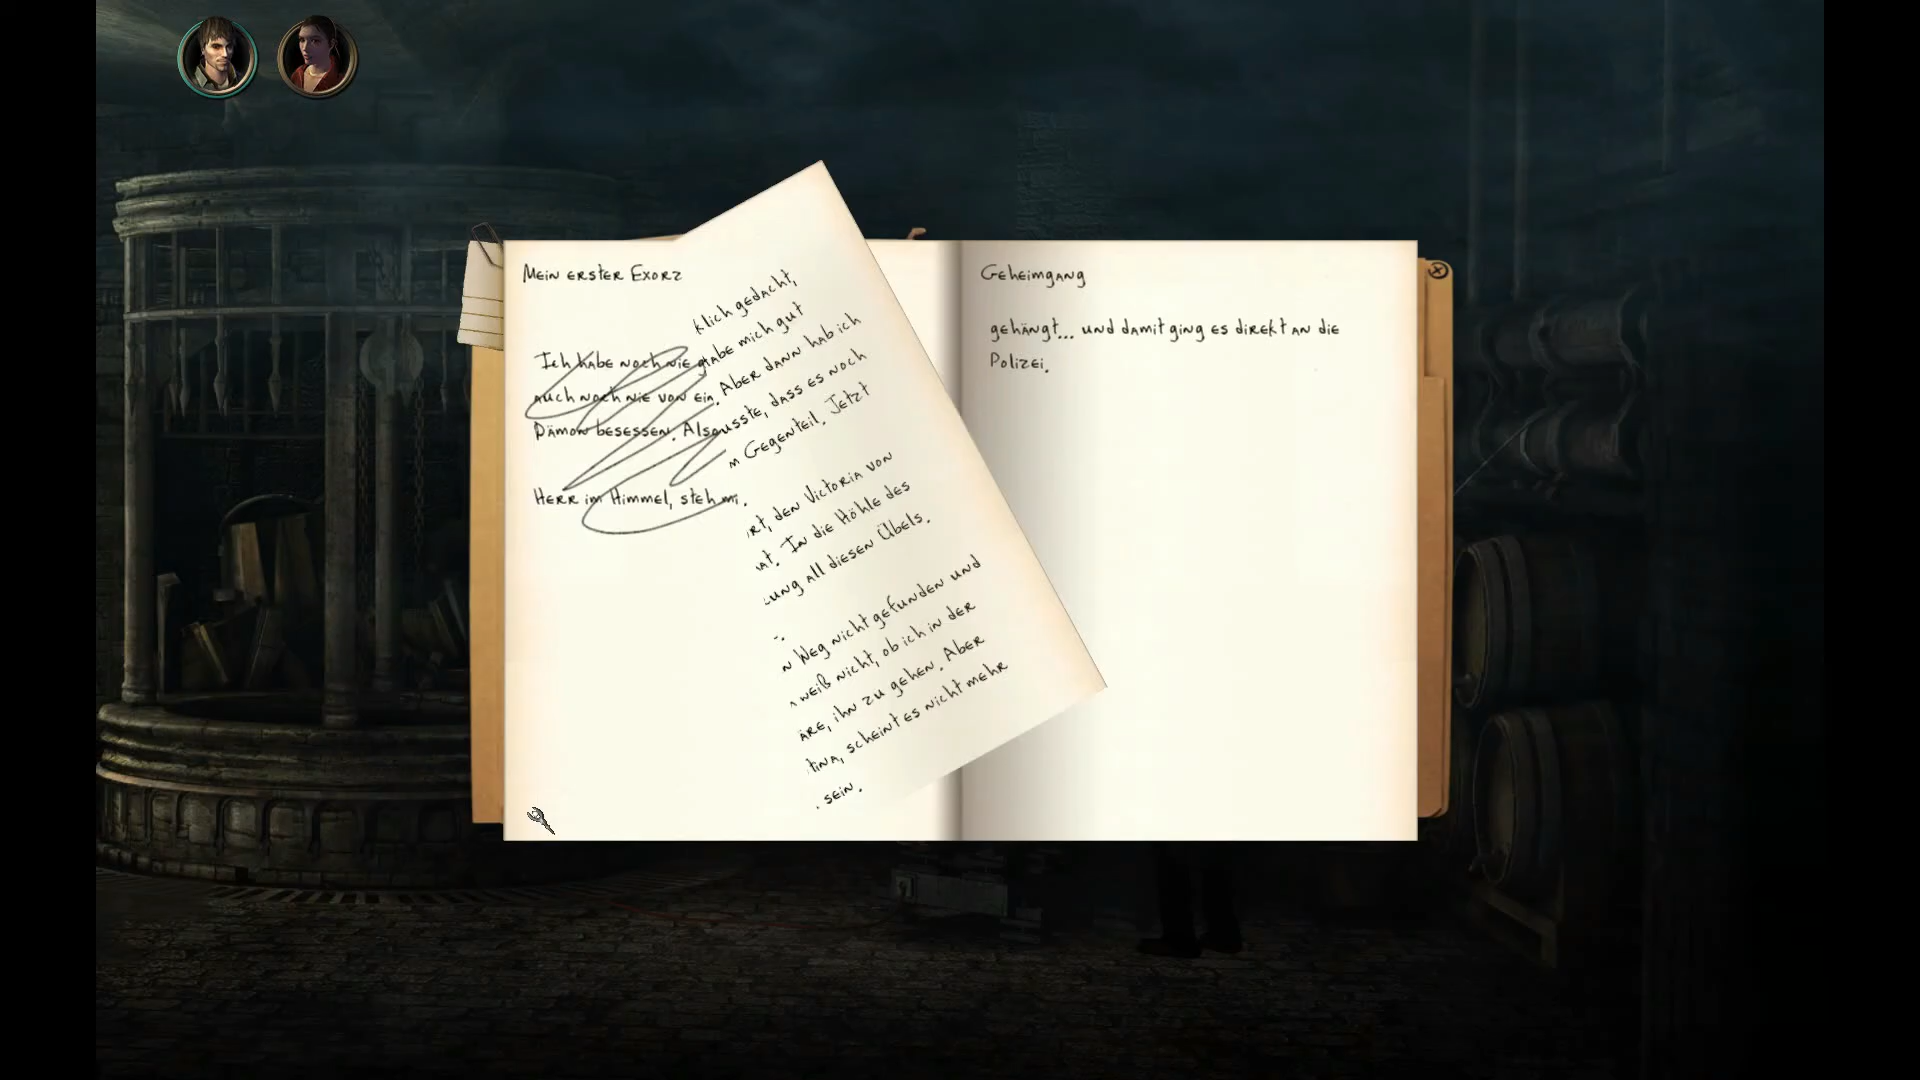 Mein erster Exorz
Ich habe noch nie g
auch noch nie von ein
Dämon besessen. Also
Herr im Himmel, steh mi
klich gedacht,
abe mich gut
. Aber dann hab ich
usste, dass es noch
Gegenteil. Jetzt
rt, den Victoria von
at. In die Höhle des
ung all diesen Übels.
n Weg nicht gefunden und
weiß nicht, ob ich in der
äre, ihn zu gehen. Aber
tina, scheint es nicht mehr
sein.
Geheimgang
gehängt... und damit ging es direkt an die
Polizei.